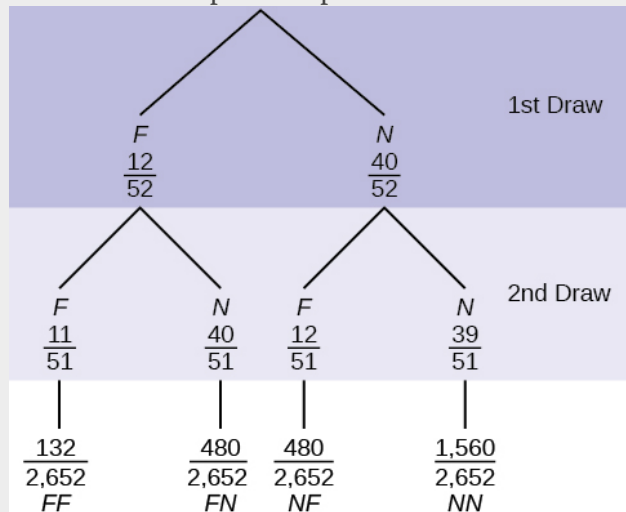 1st Draw
F N
12 40
52 52
2nd Draw
F N F N
11 40 12 39
51 51 51 51
132 480 480 1,560
2,652 2,652 2,652 2,652
FF FN NF NN